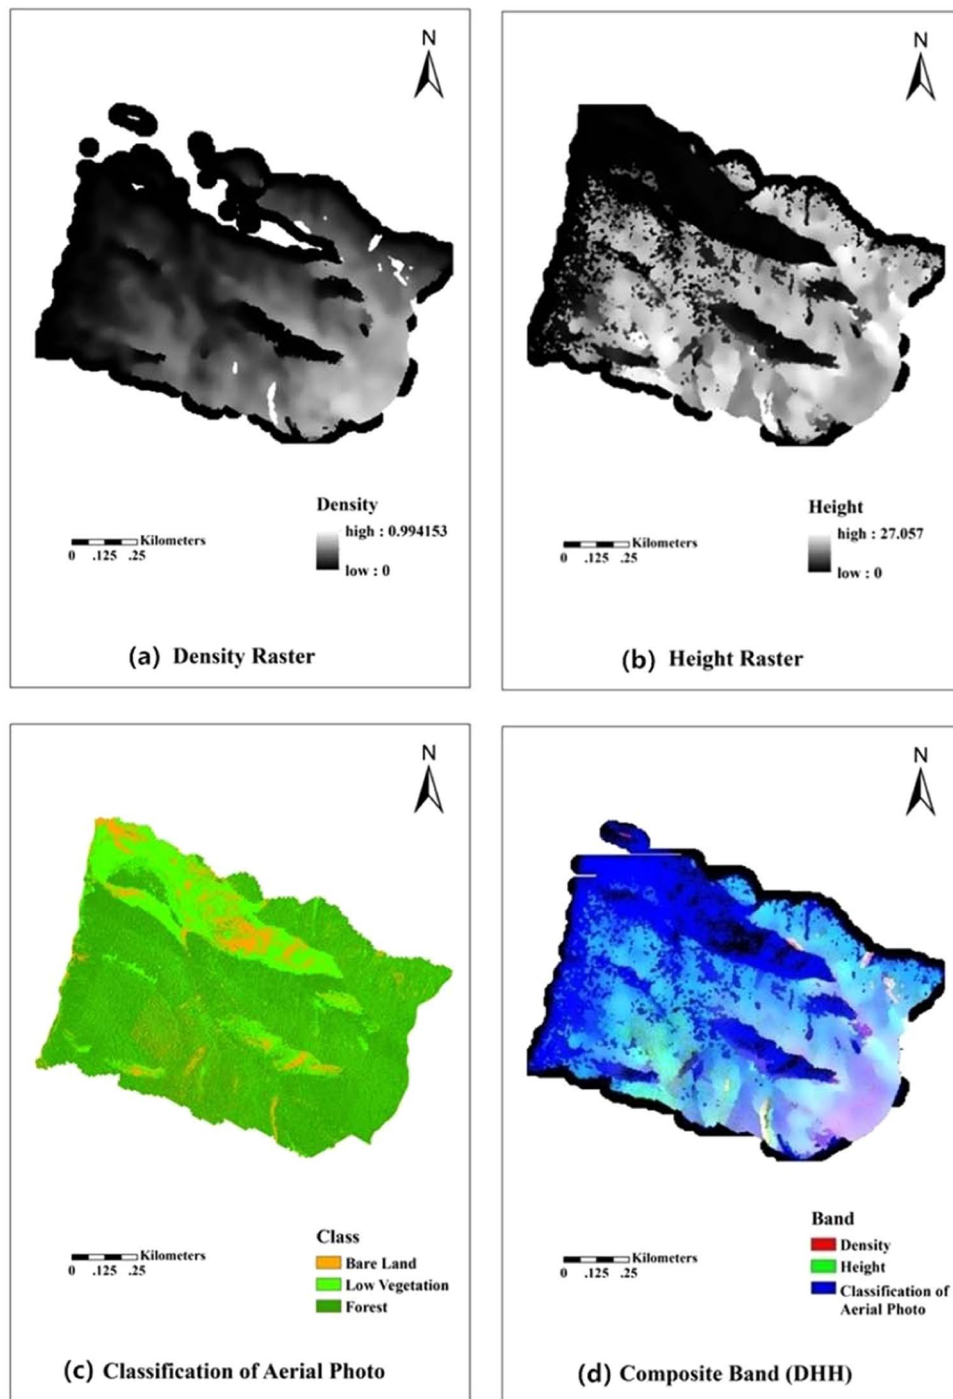 N
Density
high : 0.994153
low : 0
Kilometers
0 .125 .25
(a) Density Raster
N
Height
high : 27.057
low : 0
Kilometers
0 .125 .25
(b) Height Raster
N
Class
Bare Land
Low Vegetation
Forest
Kilometers
0 .125 .25
(c) Classification of Aerial Photo
N
Band
Density
Height
Classification of
Aerial Photo
Kilometers
0 .125 .25
(d) Composite Band (DHH)